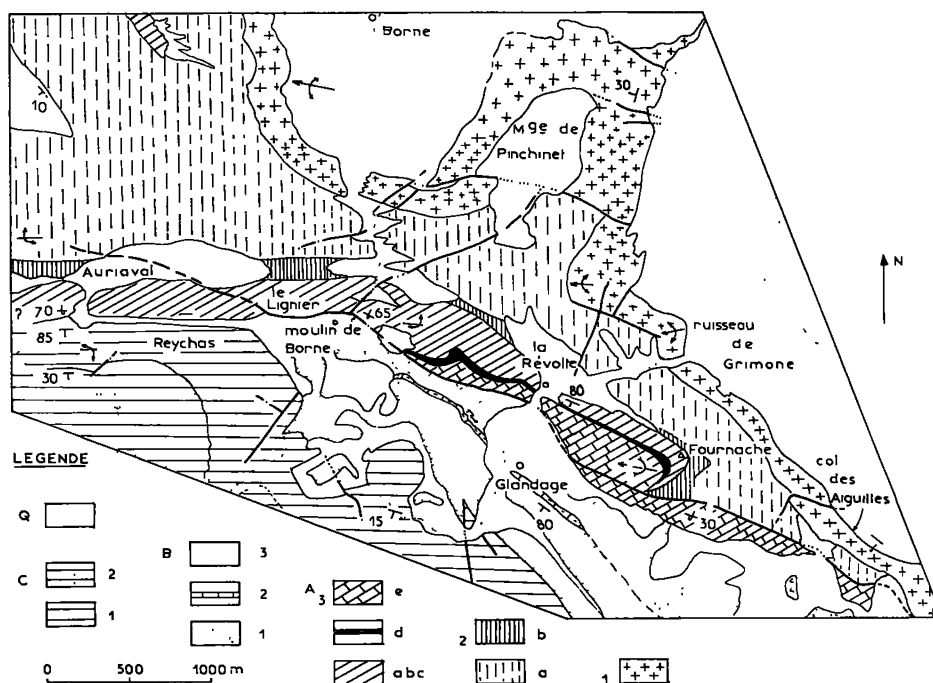 Borne
30
10
Mge de
Pinchinet
Auriaval
le
Lignier
65
? 70
moulin de
Borne
85
Reychas
30
la
Révolte
ruisseau
de
Grimone
N
80
Fournache
col
des
Aiguilles
LEGENDE
Glandage
15
80
30
Q
C 2
1
B 3
2
1
A 3 e
d
abc
2 b
a
1
0 500 1000 m